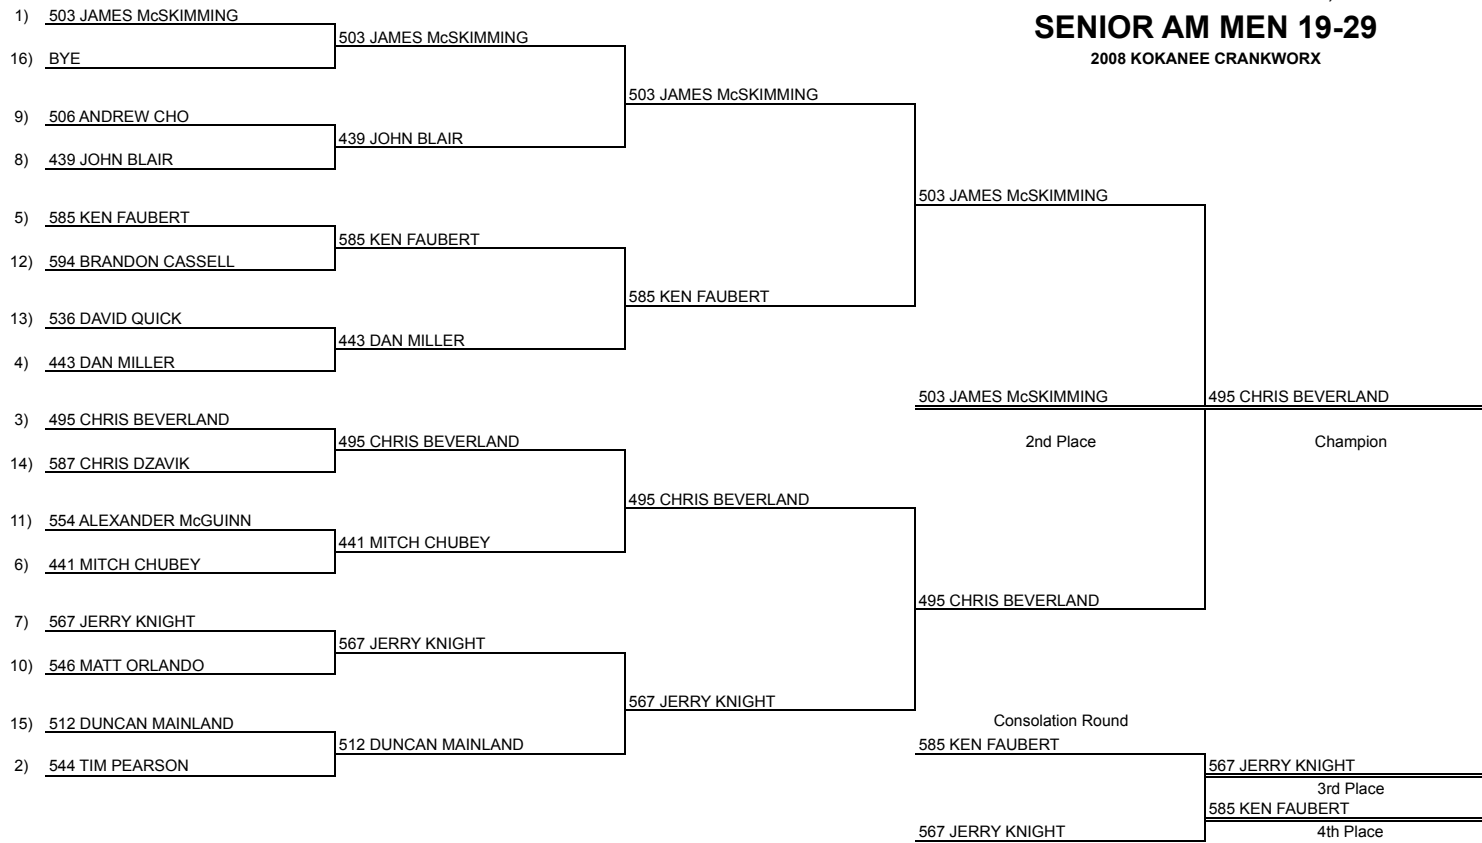 SENIOR AM MEN 19-29
2008 KOKANEE CRANKWORX
1) 503 JAMES McSKIMMING
16) BYE
9) 506 ANDREW CHO
8) 439 JOHN BLAIR
5) 585 KEN FAUBERT
12) 594 BRANDON CASSELL
13) 536 DAVID QUICK
4) 443 DAN MILLER
3) 495 CHRIS BEVERLAND
14) 587 CHRIS DZAVIK
11) 554 ALEXANDER McGUINN
6) 441 MITCH CHUBEY
7) 567 JERRY KNIGHT
10) 546 MATT ORLANDO
15) 512 DUNCAN MAINLAND
2) 544 TIM PEARSON
503 JAMES McSKIMMING
439 JOHN BLAIR
585 KEN FAUBERT
443 DAN MILLER
495 CHRIS BEVERLAND
441 MITCH CHUBEY
567 JERRY KNIGHT
512 DUNCAN MAINLAND
503 JAMES McSKIMMING
585 KEN FAUBERT
495 CHRIS BEVERLAND
567 JERRY KNIGHT
503 JAMES McSKIMMING
495 CHRIS BEVERLAND
503 JAMES McSKIMMING
2nd Place
495 CHRIS BEVERLAND
Champion
Consolation Round
585 KEN FAUBERT
567 JERRY KNIGHT
567 JERRY KNIGHT
3rd Place
585 KEN FAUBERT
4th Place